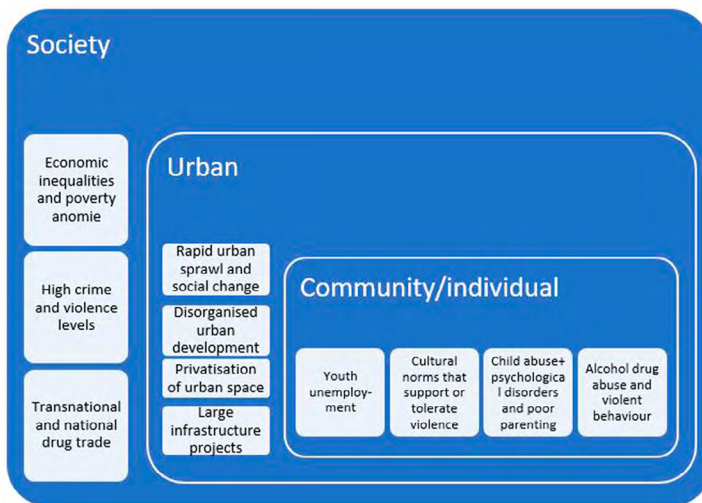 Society
Economic
inequalities
and poverty
anomie
High crime
and violence
levels
Transnational
and national
drug trade
Urban
Rapid urban
sprawl and
social change
Disorganised
urban
development
Privatisation
of urban space
Large
infrastructure
projects
Community/individual
Youth
unemploy-
ment
Cultural
norms that
support or
tolerate
violence
Child abuse+
psychologica
l disorders
and poor
parenting
Alcohol drug
abuse and
violent
behaviour